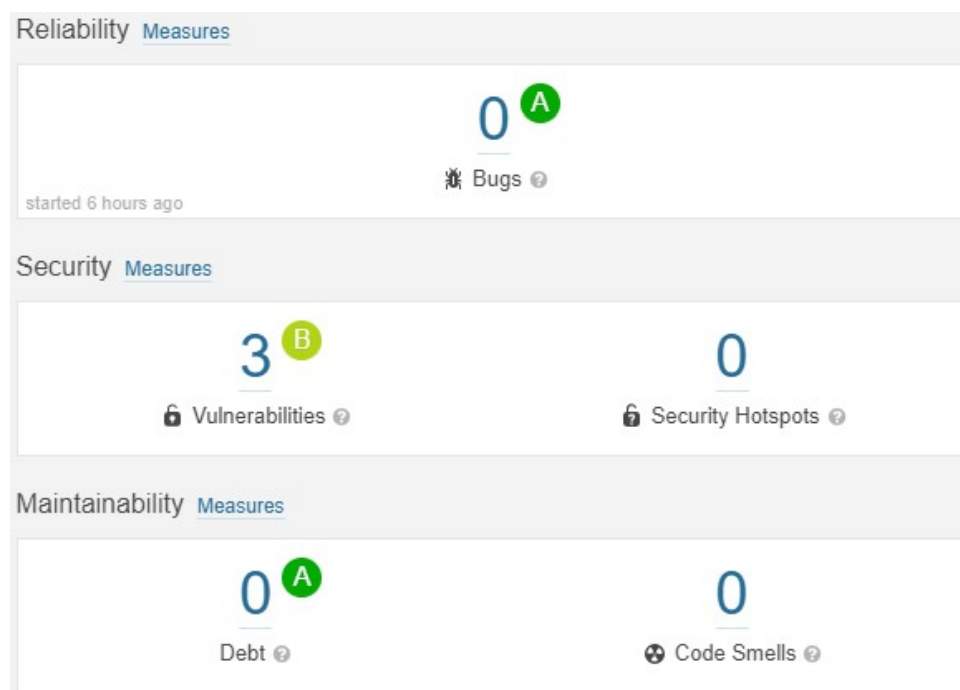 Reliability Measures
0 A
Bugs ?
started 6 hours ago
Security Measures
3 B 0
Vulnerabilities ? ? Security Hotspots ?
Maintainability Measures
0 A 0
Debt ? Code Smells ?